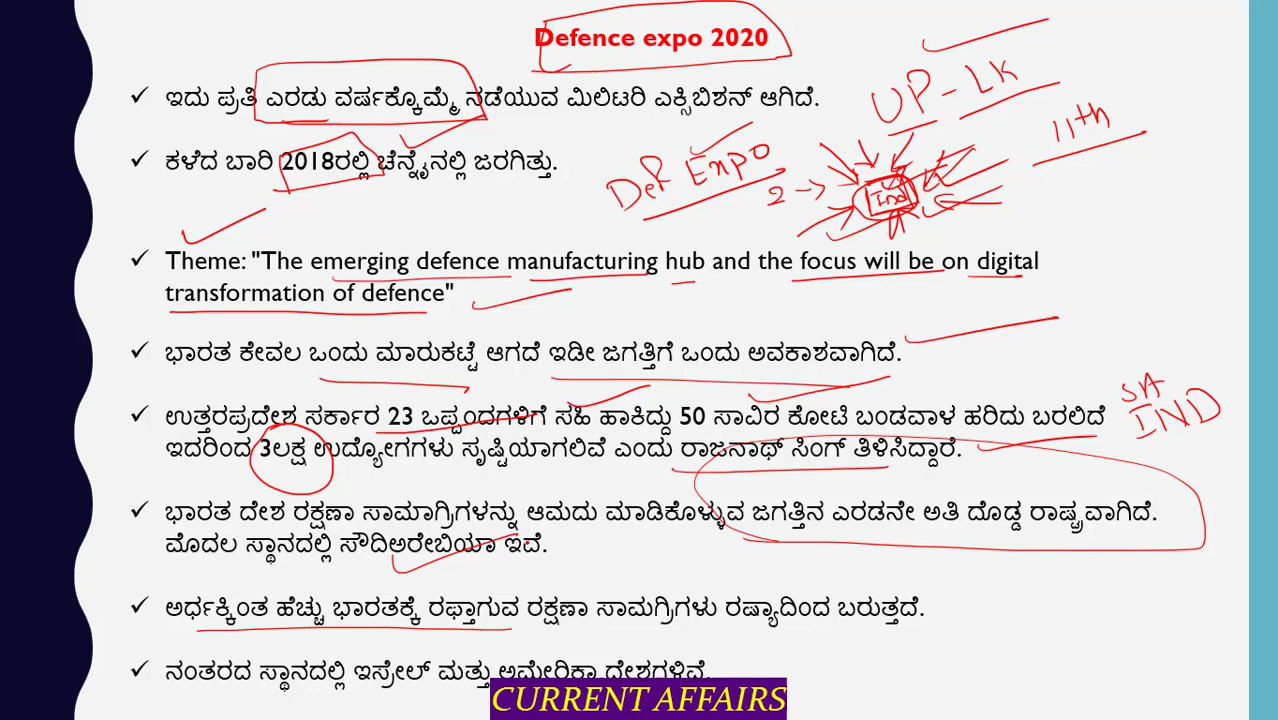 Defence expo 2020
UP-LK
✓ ಇದು ಪ್ರತಿ ಎರಡು ವರ್ಷಕ್ಕೊಮ್ಮೆ ನಡೆಯುವ ಮಿಲಿಟರಿ ಎಕ್ಸಿಬಿಶನ್ ಆಗಿದೆ.
11th
✓ ಕಳೆದ ಬಾರಿ 2018ರಲ್ಲಿ ಚೆನ್ನೈನಲ್ಲಿ ಜರಗಿತ್ತು.
Def Expo
2 → Ind
✓ Theme: "The emerging defence manufacturing hub and the focus will be on digital
transformation of defence"
✓ ಭಾರತ ಕೇವಲ ಒಂದು ಮಾರುಕಟ್ಟೆ ಆಗದೆ ಇಡೀ ಜಗತ್ತಿಗೆ ಒಂದು ಅವಕಾಶವಾಗಿದೆ.
SA
IND
✓ ಉತ್ತರಪ್ರದೇಶ ಸರ್ಕಾರ 23 ಒಪ್ಪಂದಗಳಿಗೆ ಸಹಿ ಹಾಕಿದ್ದು 50 ಸಾವಿರ ಕೋಟಿ ಬಂಡವಾಳ ಹರಿದು ಬರಲಿದೆ
ಇದರಿಂದ 3ಲಕ್ಷ ಉದ್ಯೋಗಗಳು ಸೃಷ್ಟಿಯಾಗಲಿವೆ ಎಂದು ರಾಜನಾಥ್ ಸಿಂಗ್ ತಿಳಿಸಿದ್ದಾರೆ.
✓ ಭಾರತ ದೇಶ ರಕ್ಷಣಾ ಸಾಮಾಗ್ರಿಗಳನ್ನು ಆಮದು ಮಾಡಿಕೊಳ್ಳುವ ಜಗತ್ತಿನ ಎರಡನೇ ಅತಿ ದೊಡ್ಡ ರಾಷ್ಟ್ರವಾಗಿದೆ.
ಮೊದಲ ಸ್ಥಾನದಲ್ಲಿ ಸೌದಿಅರೇಬಿಯಾ ಇವೆ.
✓ ಅರ್ಧಕ್ಕಿಂತ ಹೆಚ್ಚು ಭಾರತಕ್ಕೆ ರಫ್ತಾಗುವ ರಕ್ಷಣಾ ಸಾಮಗ್ರಿಗಳು ರಷ್ಯಾದಿಂದ ಬರುತ್ತದೆ.
✓ ನಂತರದ ಸ್ಥಾನದಲ್ಲಿ ಇಸ್ರೇಲ್ ಮತ್ತು ಅಮೇರಿಕಾ ದೇಶಗಳಿವೆ.
CURRENT AFFAIRS